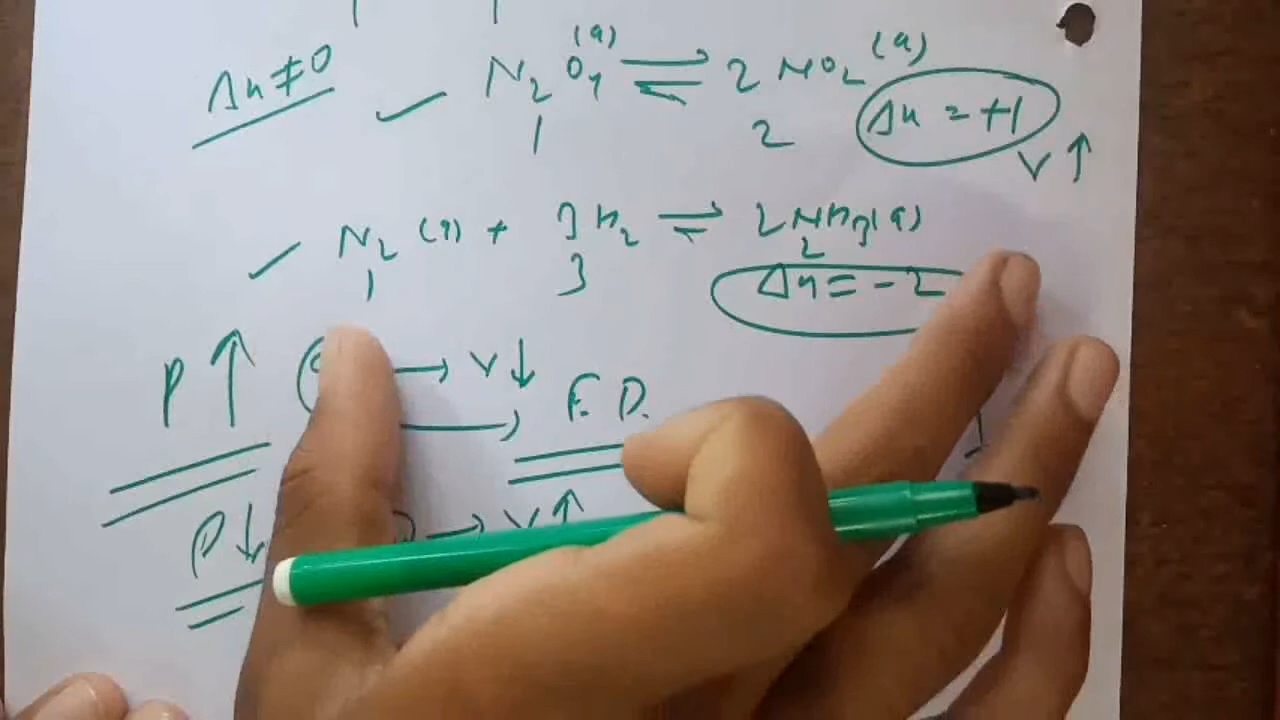 Δn ≠ 0
N2O4 (g) ⇌ 2NO2 (g)
1 2 Δn = +1
V ↑
N2 (g) + 3H2 ⇌ 2NH3 (g)
1 3 2
Δn = -2
P ↑ → V ↓
→ F.D.
P ↓ → V ↑